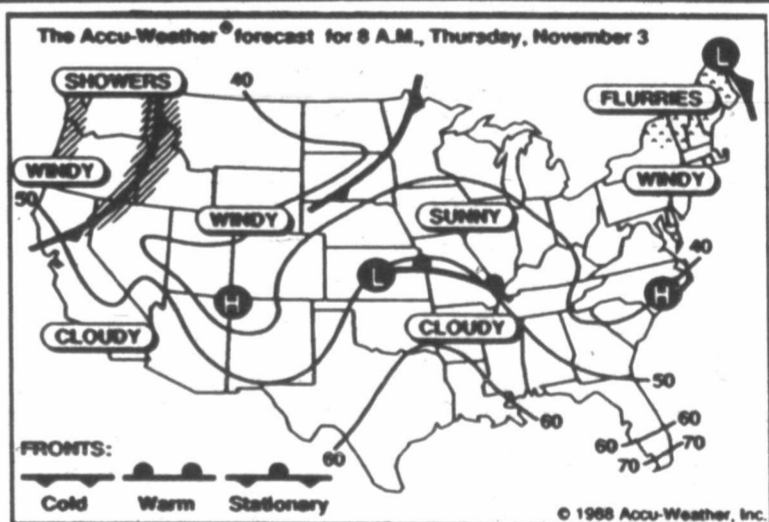 The Accu-Weather® forecast for 8 A.M., Thursday, November 3
SHOWERS
40
L
FLURRIES
WINDY
50
WINDY
WINDY
SUNNY
40
L
H
H
CLOUDY
CLOUDY
50
60
60
60
60
70
70
FRONTS:
Cold
Warm
Stationary
© 1988 Accu-Weather, Inc.